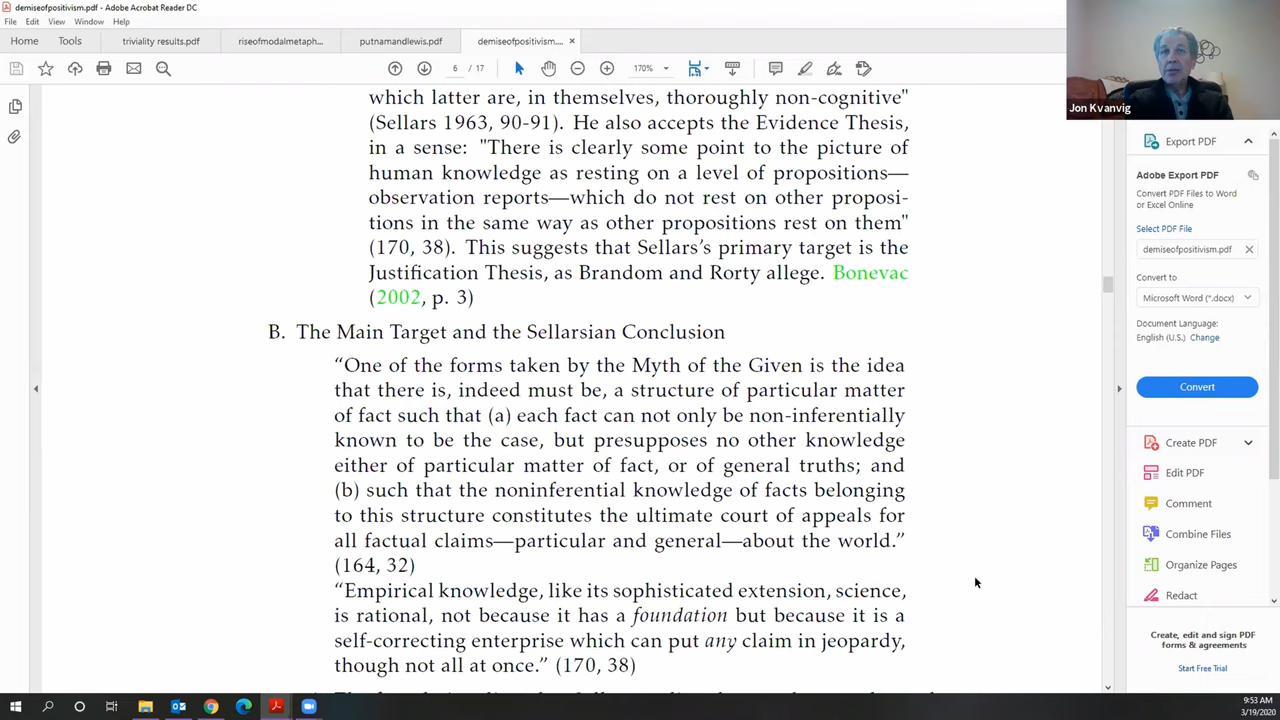 demiseofpositivism.pdf - Adobe Acrobat Reader DC
File Edit View Window Help
Home Tools triviality results.pdf riseofmodalmetaph... putnamandlewis.pdf demiseofpositivism.... ×
6 / 17 170%
Jon Kvanvig
which latter are, in themselves, thoroughly non-cognitive"
(Sellars 1963, 90-91). He also accepts the Evidence Thesis,
in a sense: "There is clearly some point to the picture of
human knowledge as resting on a level of propositions—
observation reports—which do not rest on other proposi-
tions in the same way as other propositions rest on them"
(170, 38). This suggests that Sellars's primary target is the
Justification Thesis, as Brandom and Rorty allege. Bonevac
(2002, p. 3)
B. The Main Target and the Sellarsian Conclusion
“One of the forms taken by the Myth of the Given is the idea
that there is, indeed must be, a structure of particular matter
of fact such that (a) each fact can not only be non-inferentially
known to be the case, but presupposes no other knowledge
either of particular matter of fact, or of general truths; and
(b) such that the noninferential knowledge of facts belonging
to this structure constitutes the ultimate court of appeals for
all factual claims—particular and general—about the world.”
(164, 32)
“Empirical knowledge, like its sophisticated extension, science,
is rational, not because it has a foundation but because it is a
self-correcting enterprise which can put any claim in jeopardy,
though not all at once.” (170, 38)
Export PDF
Adobe Export PDF
Convert PDF Files to Word
or Excel Online
Select PDF File
demiseofpositivism.pdf
Convert to
Microsoft Word (*.docx)
Document Language:
English (U.S.) Change
Convert
Create PDF
Edit PDF
Comment
Combine Files
Organize Pages
Redact
Create, edit and sign PDF
forms & agreements
Start Free Trial
9:53 AM
3/19/2020